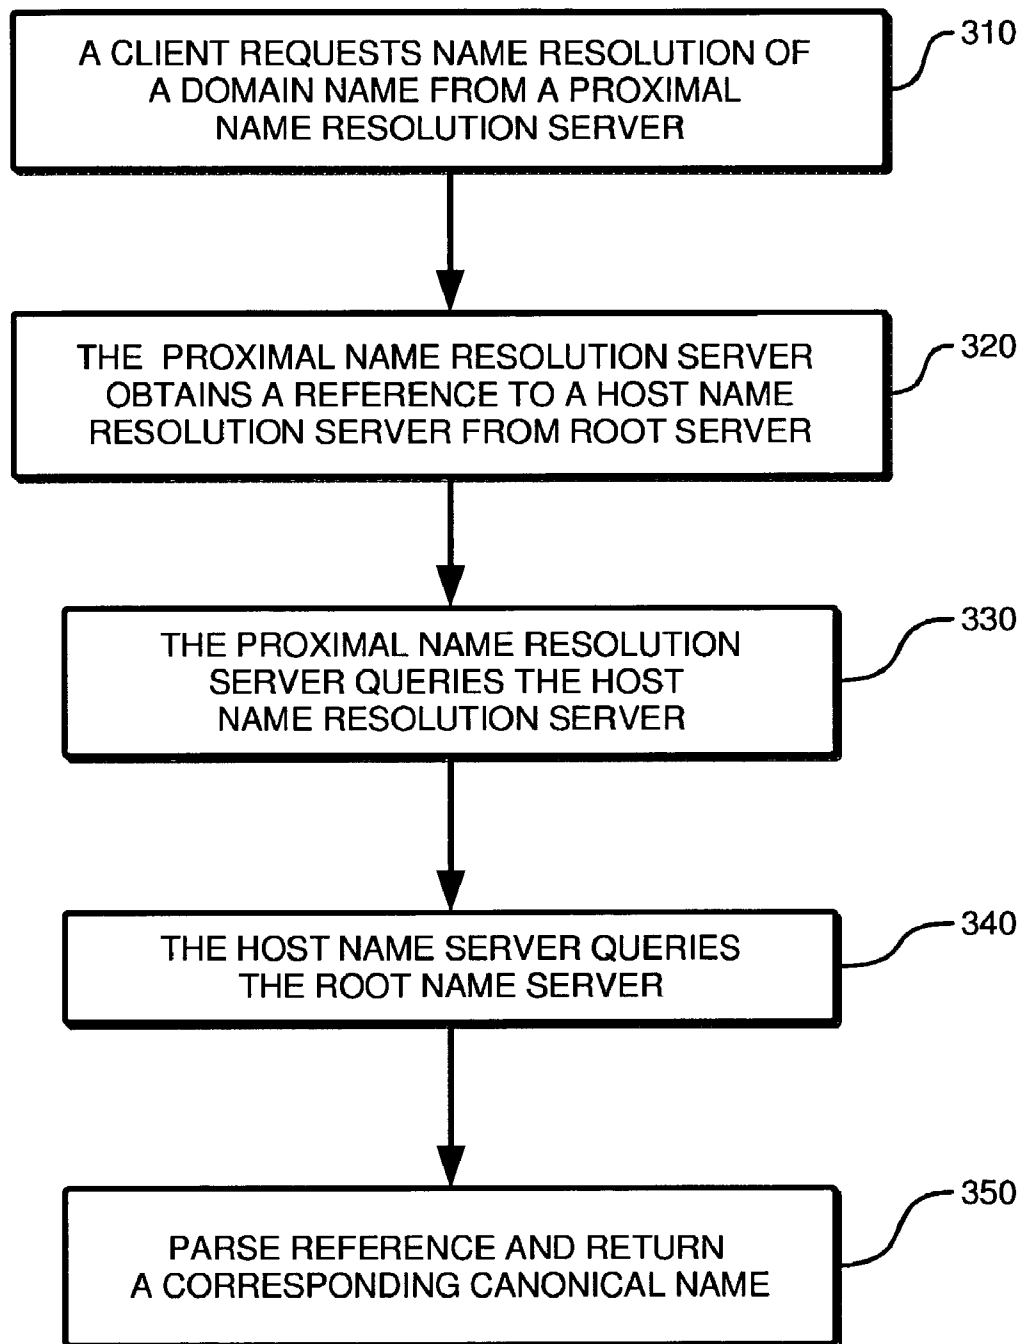 A CLIENT REQUESTS NAME RESOLUTION OF
A DOMAIN NAME FROM A PROXIMAL
NAME RESOLUTION SERVER
310
THE PROXIMAL NAME RESOLUTION SERVER
OBTAINS A REFERENCE TO A HOST NAME
RESOLUTION SERVER FROM ROOT SERVER
320
THE PROXIMAL NAME RESOLUTION
SERVER QUERIES THE HOST
NAME RESOLUTION SERVER
330
THE HOST NAME SERVER QUERIES
THE ROOT NAME SERVER
340
PARSE REFERENCE AND RETURN
A CORRESPONDING CANONICAL NAME
350